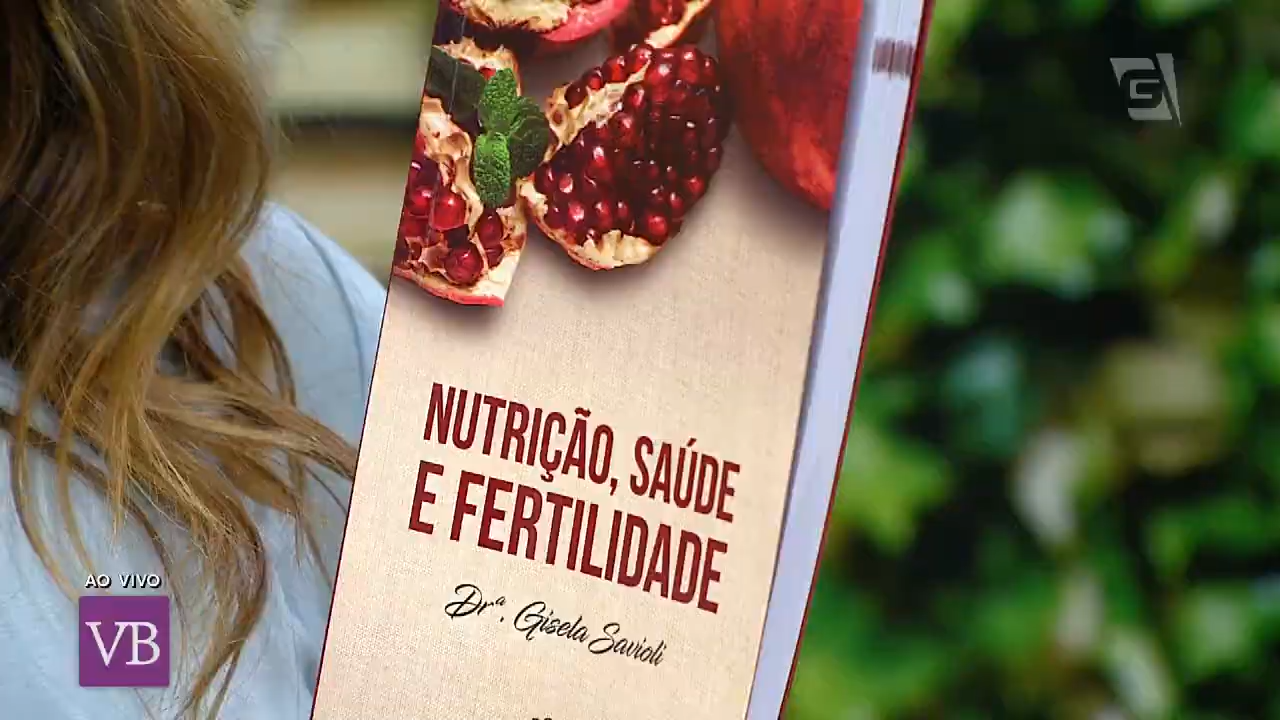 NUTRIÇÃO, SAÚDE
E FERTILIDADE
Drª. Gisela Savioli
AO VIVO
VB